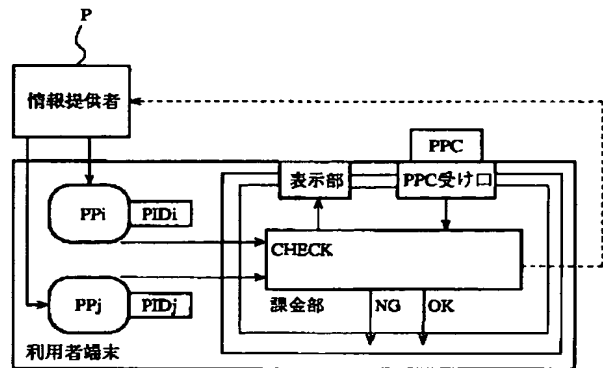 P
情報提供者
PPC
表示部
PPC受け口
PPi
PIDi
CHECK
PPj
PIDj
課金部
NG
OK
利用者端末